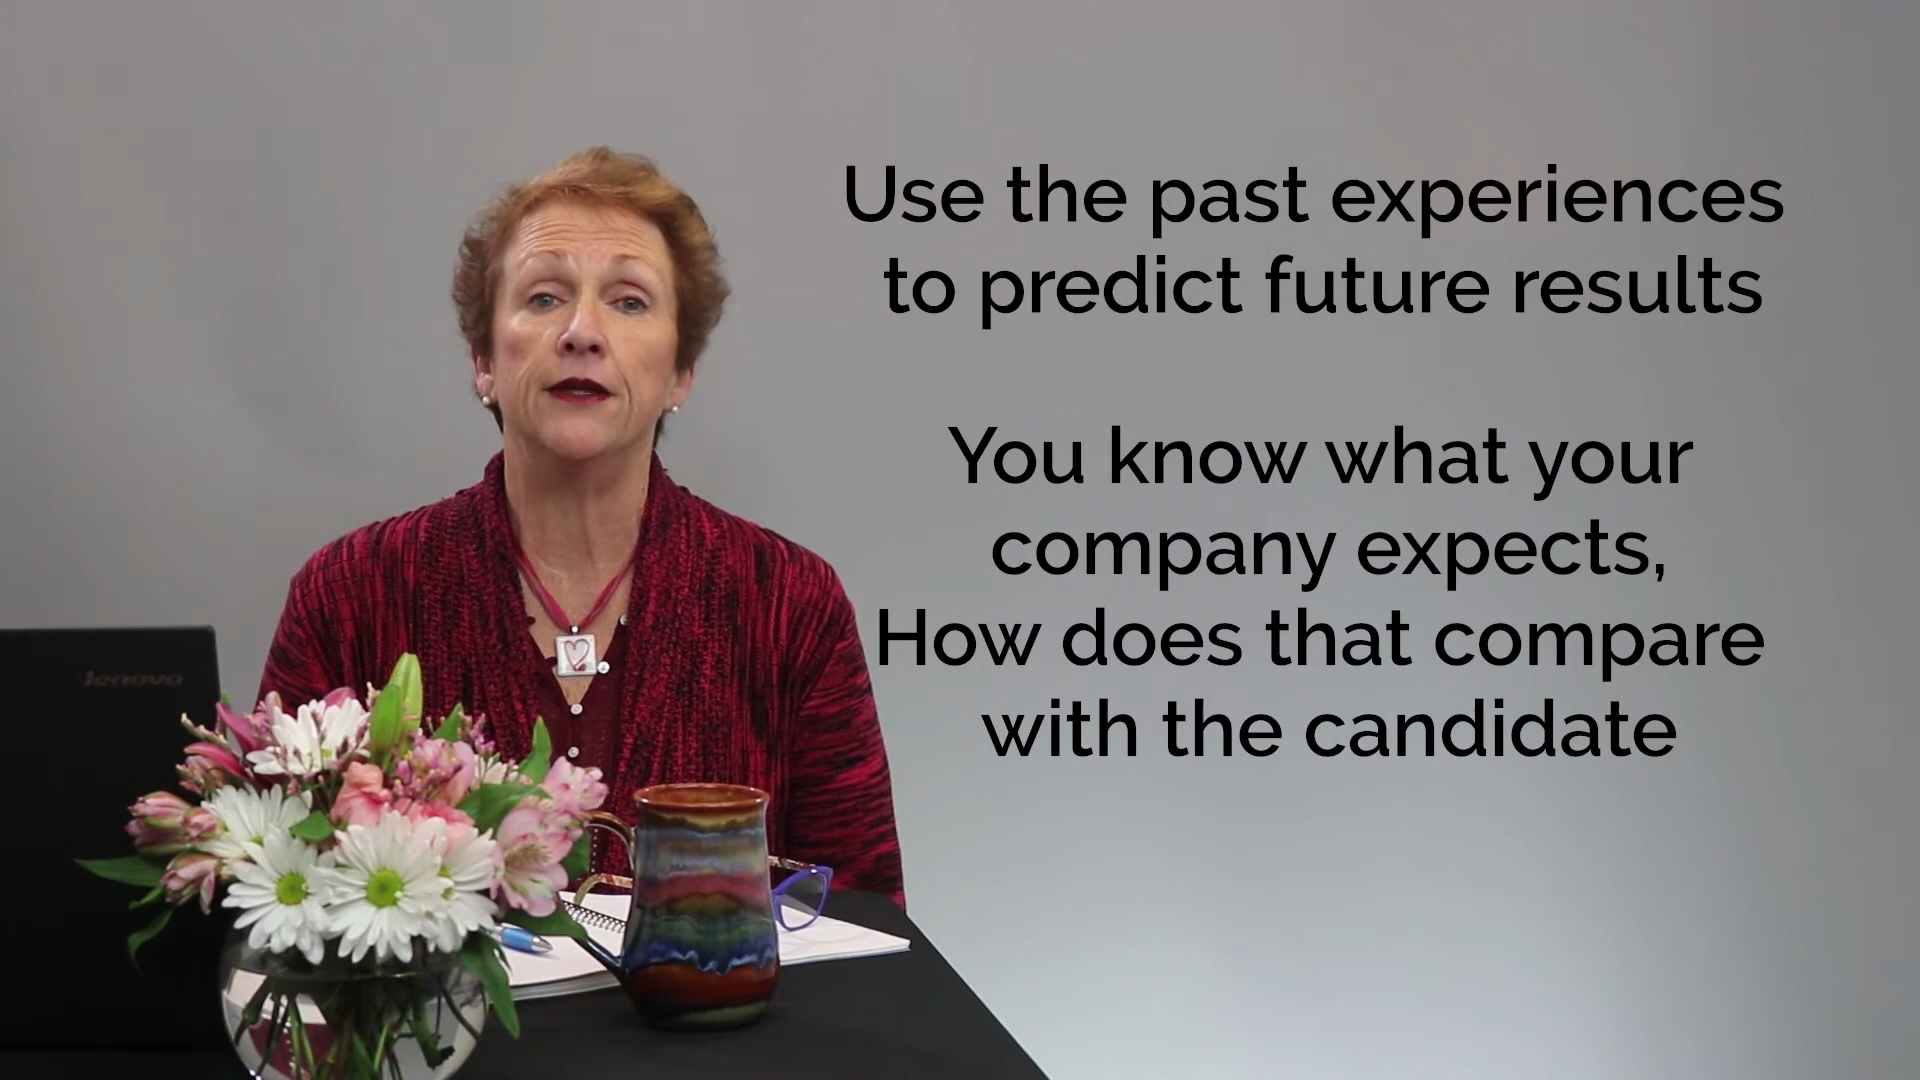 Use the past experiences
to predict future results
You know what your
company expects,
How does that compare
with the candidate
lenovo